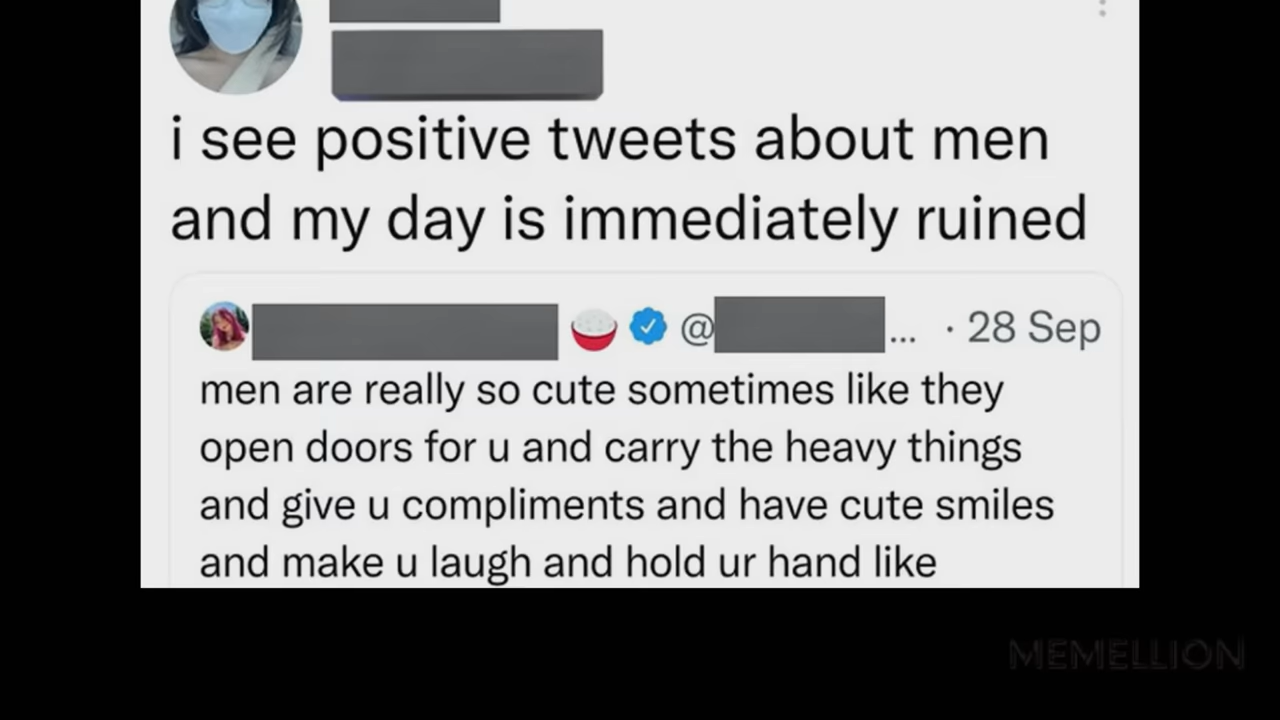 i see positive tweets about men
and my day is immediately ruined
@... · 28 Sep
men are really so cute sometimes like they
open doors for u and carry the heavy things
and give u compliments and have cute smiles
and make u laugh and hold ur hand like
MEMELLION